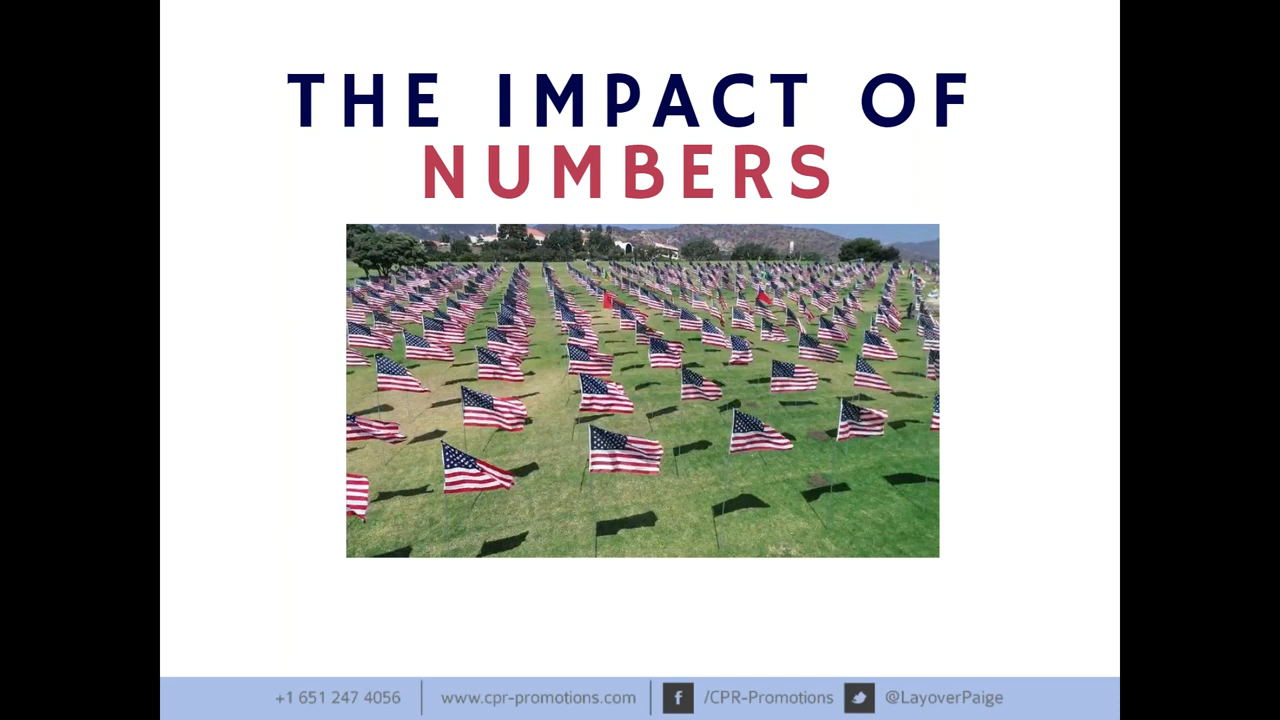 THE IMPACT OF
NUMBERS
+1 651 247 4056 www.cpr-promotions.com /CPR-Promotions @LayoverPaige